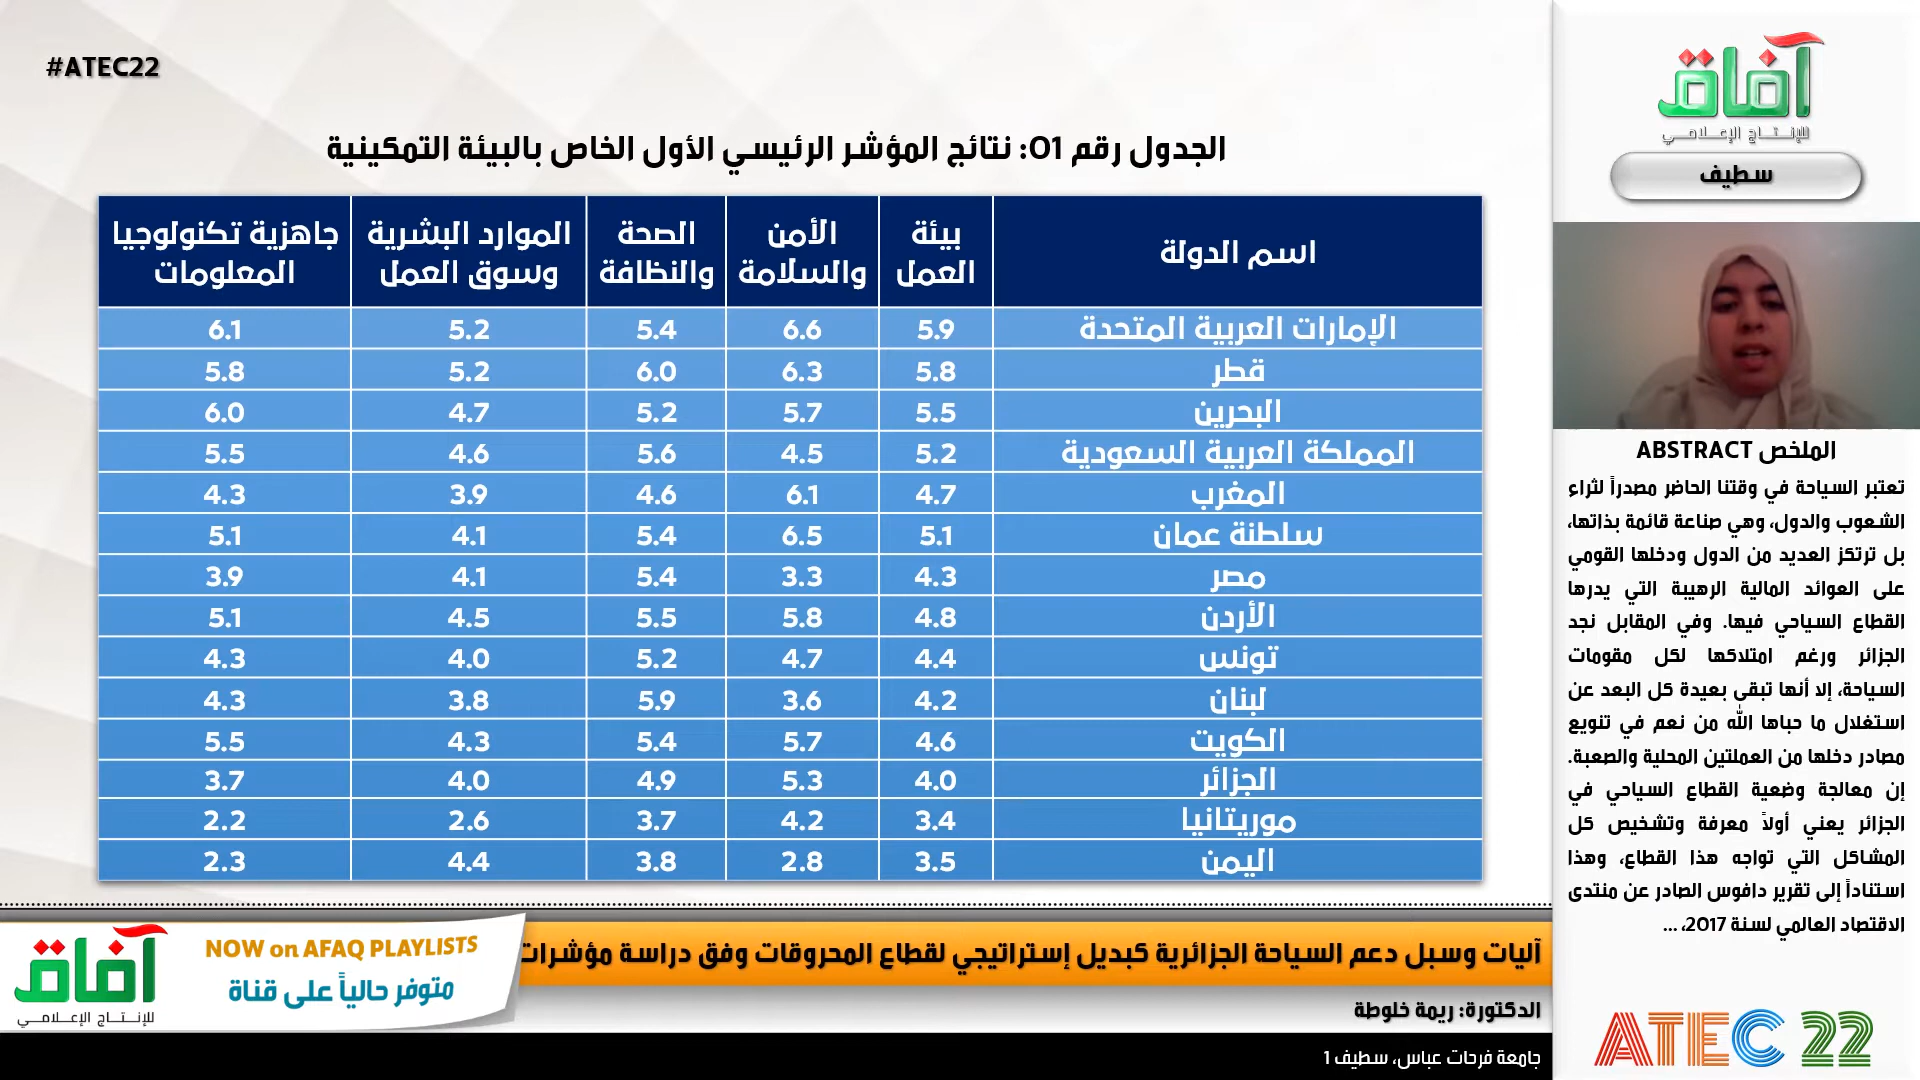 #ATEC22
الجدول رقم 01: نتائج المؤشر الرئيسي الأول الخاص بالبيئة التمكينية
اسم الدولة بيئة العمل الأمن والسلامة الصحة والنظافة الموارد البشرية وسوق العمل جاهزية تكنولوجيا المعلومات
الإمارات العربية المتحدة 5.9 6.6 5.4 5.2 6.1
قطر 5.8 6.3 6.0 5.2 5.8
البحرين 5.5 5.7 5.2 4.7 6.0
المملكة العربية السعودية 5.2 4.5 5.6 4.6 5.5
المغرب 4.7 6.1 4.6 3.9 4.3
سلطنة عمان 5.1 6.5 5.4 4.1 5.1
مصر 4.3 3.3 5.4 4.1 3.9
الأردن 4.8 5.8 5.5 4.5 5.1
تونس 4.4 4.7 5.2 4.0 4.3
لبنان 4.2 3.6 5.9 3.8 4.3
الكويت 4.6 5.7 5.4 4.3 5.5
الجزائر 4.0 5.3 4.9 4.0 3.7
موريتانيا 3.4 4.2 3.7 2.6 2.2
اليمن 3.5 2.8 3.8 4.4 2.3
آفاق
للإنتاج الإعلامي
سطيف
الملخص ABSTRACT
تعتبر السياحة في وقتنا الحاضر مصدراً لثراء
الشعوب والدول، وهي صناعة قائمة بذاتها،
بل ترتكز العديد من الدول ودخلها القومي
على العوائد المالية الرهيبة التي يدرها
القطاع السياحي فيها. وفي المقابل نجد
الجزائر ورغم امتلاكها لكل مقومات
السياحة، إلا أنها تبقى بعيدة كل البعد عن
استغلال ما حباها الله من نعم في تنويع
مصادر دخلها من العملتين المحلية والصعبة.
إن معالجة وضعية القطاع السياحي في
الجزائر يعني أولاً معرفة وتشخيص كل
المشاكل التي تواجه هذا القطاع، وهذا
استناداً إلى تقرير دافوس الصادر عن منتدى
الاقتصاد العالمي لسنة 2017، ...
ATEC 22
آليات وسبل دعم السياحة الجزائرية كبديل إستراتيجي لقطاع المحروقات وفق دراسة مؤشرات
الدكتورة: ريمة خلوطة
جامعة فرحات عباس، سطيف 1
NOW on AFAQ PLAYLISTS
متوفر حالياً على قناة
آفاق
للإنتاج الإعلامي